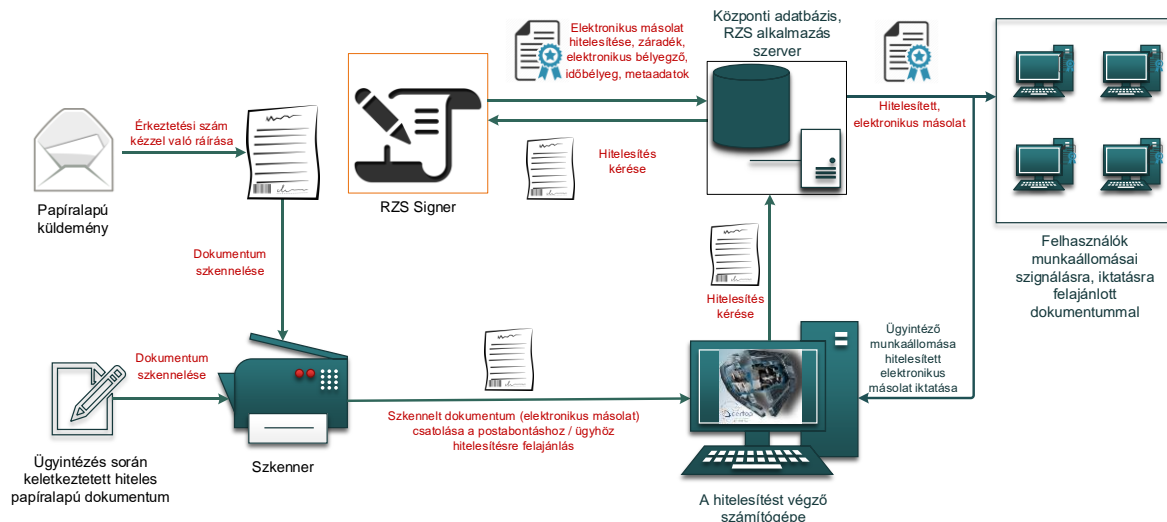 Elektronikus másolat
hitelesítése, záradék,
elektronikus bélyegző,
időbélyeg, metaadatok
Központi adatbázis,
RZS alkalmazás
szerver
Hitelesített,
elektronikus másolat
Érkeztetési szám
kézzel való ráírása
Hitelesítés
kérése
Papíralapú
küldemény
RZS Signer
Felhasználók
munkaállomásai
szignálásra, iktatásra
felajánlott
dokumentummal
Dokumentum
szkennelése
Hitelesítés
kérése
Ügyintéző
munkaállomása
hitelesített
elektronikus
másolat iktatása
Dokumentum
szkennelése
Szkennelt dokumentum (elektronikus másolat)
csatolása a postabontáshoz / ügyhöz
hitelesítésre felajánlás
Szkenner
Ügyintézés során
keletkeztetett hiteles
papíralapú dokumentum
A hitelesítést végző
számítógépe